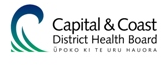 Capital & Coast
District Health Board
ŪPOKO KI TE URU HAUORA